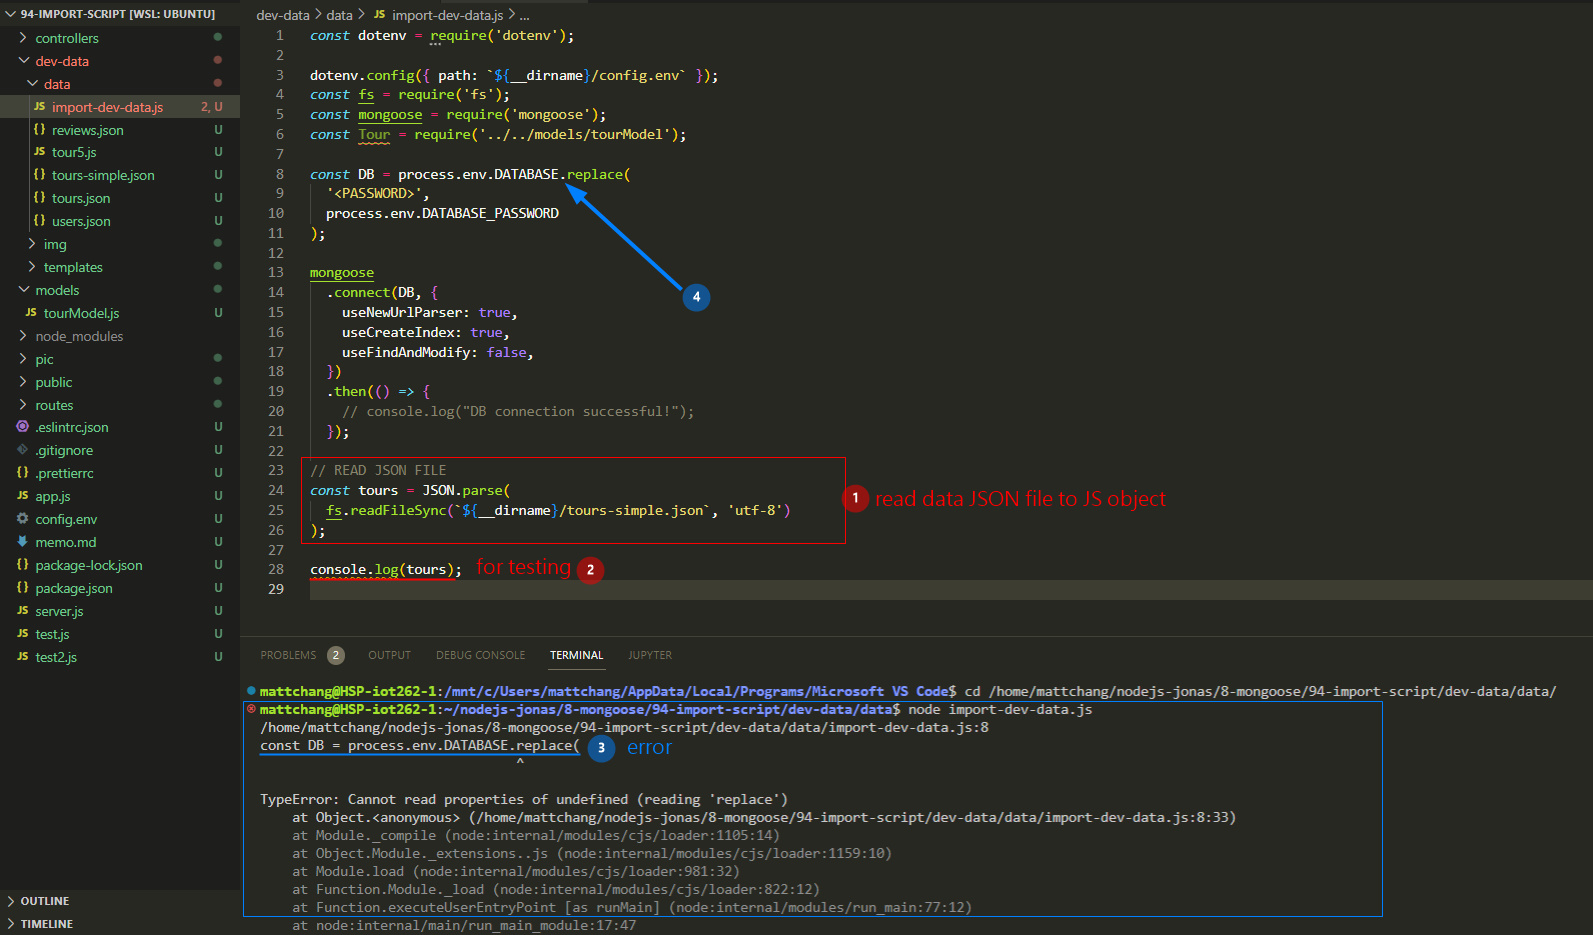 94-IMPORT-SCRIPT [WSL: UBUNTU]
controllers
dev-data
data
JS import-dev-data.js 2, U
{} reviews.json U
JS tour5.js U
{} tours-simple.json U
{} tours.json U
{} users.json U
img
templates
models
JS tourModel.js U
node_modules
pic
public
routes
.eslintrc.json U
.gitignore U
{} .prettierrc U
JS app.js U
config.env U
memo.md U
{} package-lock.json U
{} package.json U
JS server.js U
JS test.js U
JS test2.js U
OUTLINE
TIMELINE
dev-data > data > JS import-dev-data.js > ...
1 const dotenv = require('dotenv');
2
3 dotenv.config({ path: `${__dirname}/config.env` });
4 const fs = require('fs');
5 const mongoose = require('mongoose');
6 const Tour = require('../../models/tourModel');
7
8 const DB = process.env.DATABASE.replace(
9 '<PASSWORD>',
10 process.env.DATABASE_PASSWORD
11 );
12
13 mongoose
14 .connect(DB, {
15 useNewUrlParser: true,
16 useCreateIndex: true,
17 useFindAndModify: false,
18 })
19 .then(() => {
20 // console.log("DB connection successful!");
21 });
22
23 // READ JSON FILE
24 const tours = JSON.parse(
25 fs.readFileSync(`${__dirname}/tours-simple.json`, 'utf-8')
26 );
27
28 console.log(tours);
29
4
1 read data JSON file to JS object
for testing 2
PROBLEMS 2 OUTPUT DEBUG CONSOLE TERMINAL JUPYTER
mattchang@HSP-iot262-1:/mnt/c/Users/mattchang/AppData/Local/Programs/Microsoft VS Code$ cd /home/mattchang/nodejs-jonas/8-mongoose/94-import-script/dev-data/data/
mattchang@HSP-iot262-1:~/nodejs-jonas/8-mongoose/94-import-script/dev-data/data$ node import-dev-data.js
/home/mattchang/nodejs-jonas/8-mongoose/94-import-script/dev-data/data/import-dev-data.js:8
const DB = process.env.DATABASE.replace( 3 error
^
TypeError: Cannot read properties of undefined (reading 'replace')
at Object.<anonymous> (/home/mattchang/nodejs-jonas/8-mongoose/94-import-script/dev-data/data/import-dev-data.js:8:33)
at Module._compile (node:internal/modules/cjs/loader:1105:14)
at Object.Module._extensions..js (node:internal/modules/cjs/loader:1159:10)
at Module.load (node:internal/modules/cjs/loader:981:32)
at Function.Module._load (node:internal/modules/cjs/loader:822:12)
at Function.executeUserEntryPoint [as runMain] (node:internal/modules/run_main:77:12)
at node:internal/main/run_main_module:17:47